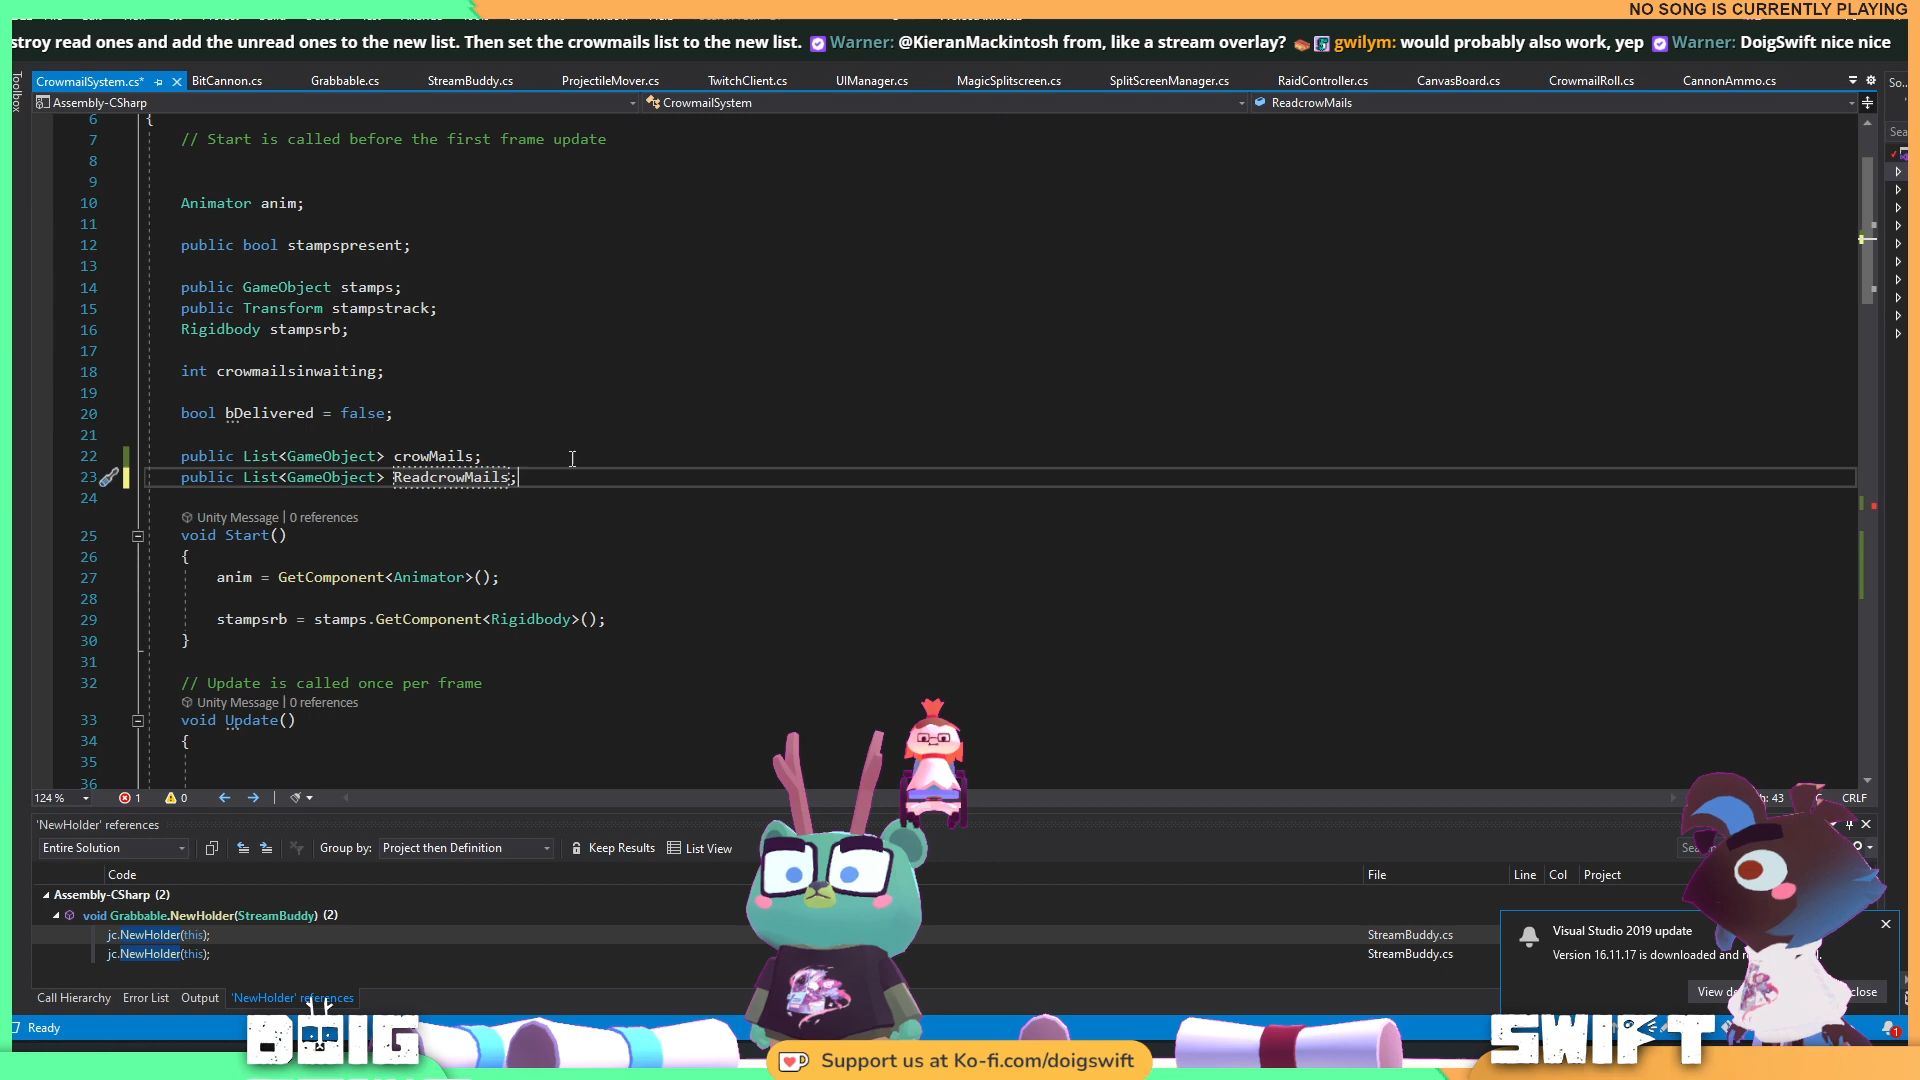 NO SONG IS CURRENTLY PLAYING
stroy read ones and add the unread ones to the new list. Then set the crowmails list to the new list. Warner: @KieranMackintosh from, like a stream overlay? gwilym: would probably also work, yep Warner: DoigSwift nice nice
Toolbox
CrowmailSystem.cs* BitCannon.cs Grabbable.cs StreamBuddy.cs ProjectileMover.cs TwitchClient.cs UIManager.cs MagicSplitscreen.cs SplitScreenManager.cs RaidController.cs CanvasBoard.cs CrowmailRoll.cs CannonAmmo.cs So...
Assembly-CSharp CrowmailSystem ReadcrowMails
Sea
6 {
7 // Start is called before the first frame update
8
9
10 Animator anim;
11
12 public bool stampspresent;
13
14 public GameObject stamps;
15 public Transform stampstrack;
16 Rigidbody stampsrb;
17
18 int crowmailsinwaiting;
19
20 bool bDelivered = false;
21
22 public List<GameObject> crowMails;
23 public List<GameObject> ReadcrowMails;
24
Unity Message | 0 references
25 void Start()
26 {
27 anim = GetComponent<Animator>();
28
29 stampsrb = stamps.GetComponent<Rigidbody>();
30 }
31
32 // Update is called once per frame
Unity Message | 0 references
33 void Update()
34 {
35
36
124 % 1 0 h: 43 CRLF
'NewHolder' references
Entire Solution Group by: Project then Definition Keep Results List View Sea
Code File Line Col Project
Assembly-CSharp (2)
void Grabbable.NewHolder(StreamBuddy) (2)
jc.NewHolder(this); StreamBuddy.cs
jc.NewHolder(this); StreamBuddy.cs
Visual Studio 2019 update
Version 16.11.17 is downloaded and r
View de close
Call Hierarchy Error List Output 'NewHolder' references
Ready
1
DOIG
SWIFT
Support us at Ko-fi.com/doigswift